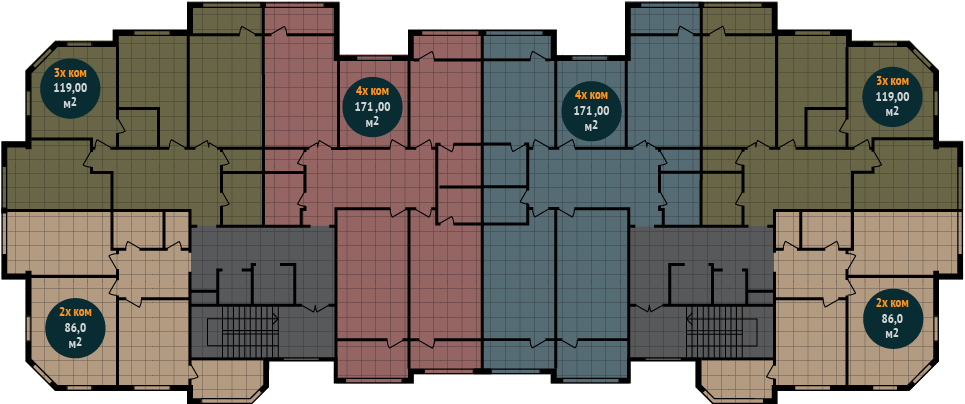 3х ком
119,00
м2
4х ком
171,00
м2
4х ком
171,00
м2
3х ком
119,00
м2
2х ком
86,0
м2
2х ком
86,0
м2